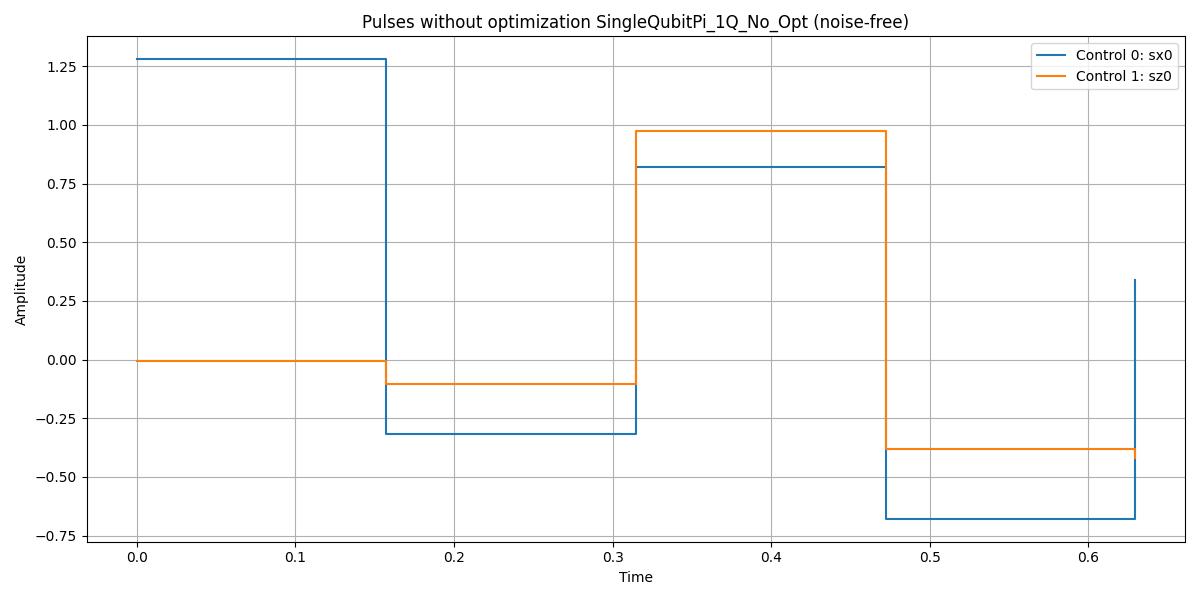 Pulses without optimization SingleQubitPi_1Q_No_Opt (noise-free)
Control 0: sx0
Control 1: sz0
Amplitude
1.25
1.00
0.75
0.50
0.25
0.00
−0.25
−0.50
−0.75
0.0 0.1 0.2 0.3 0.4 0.5 0.6
Time